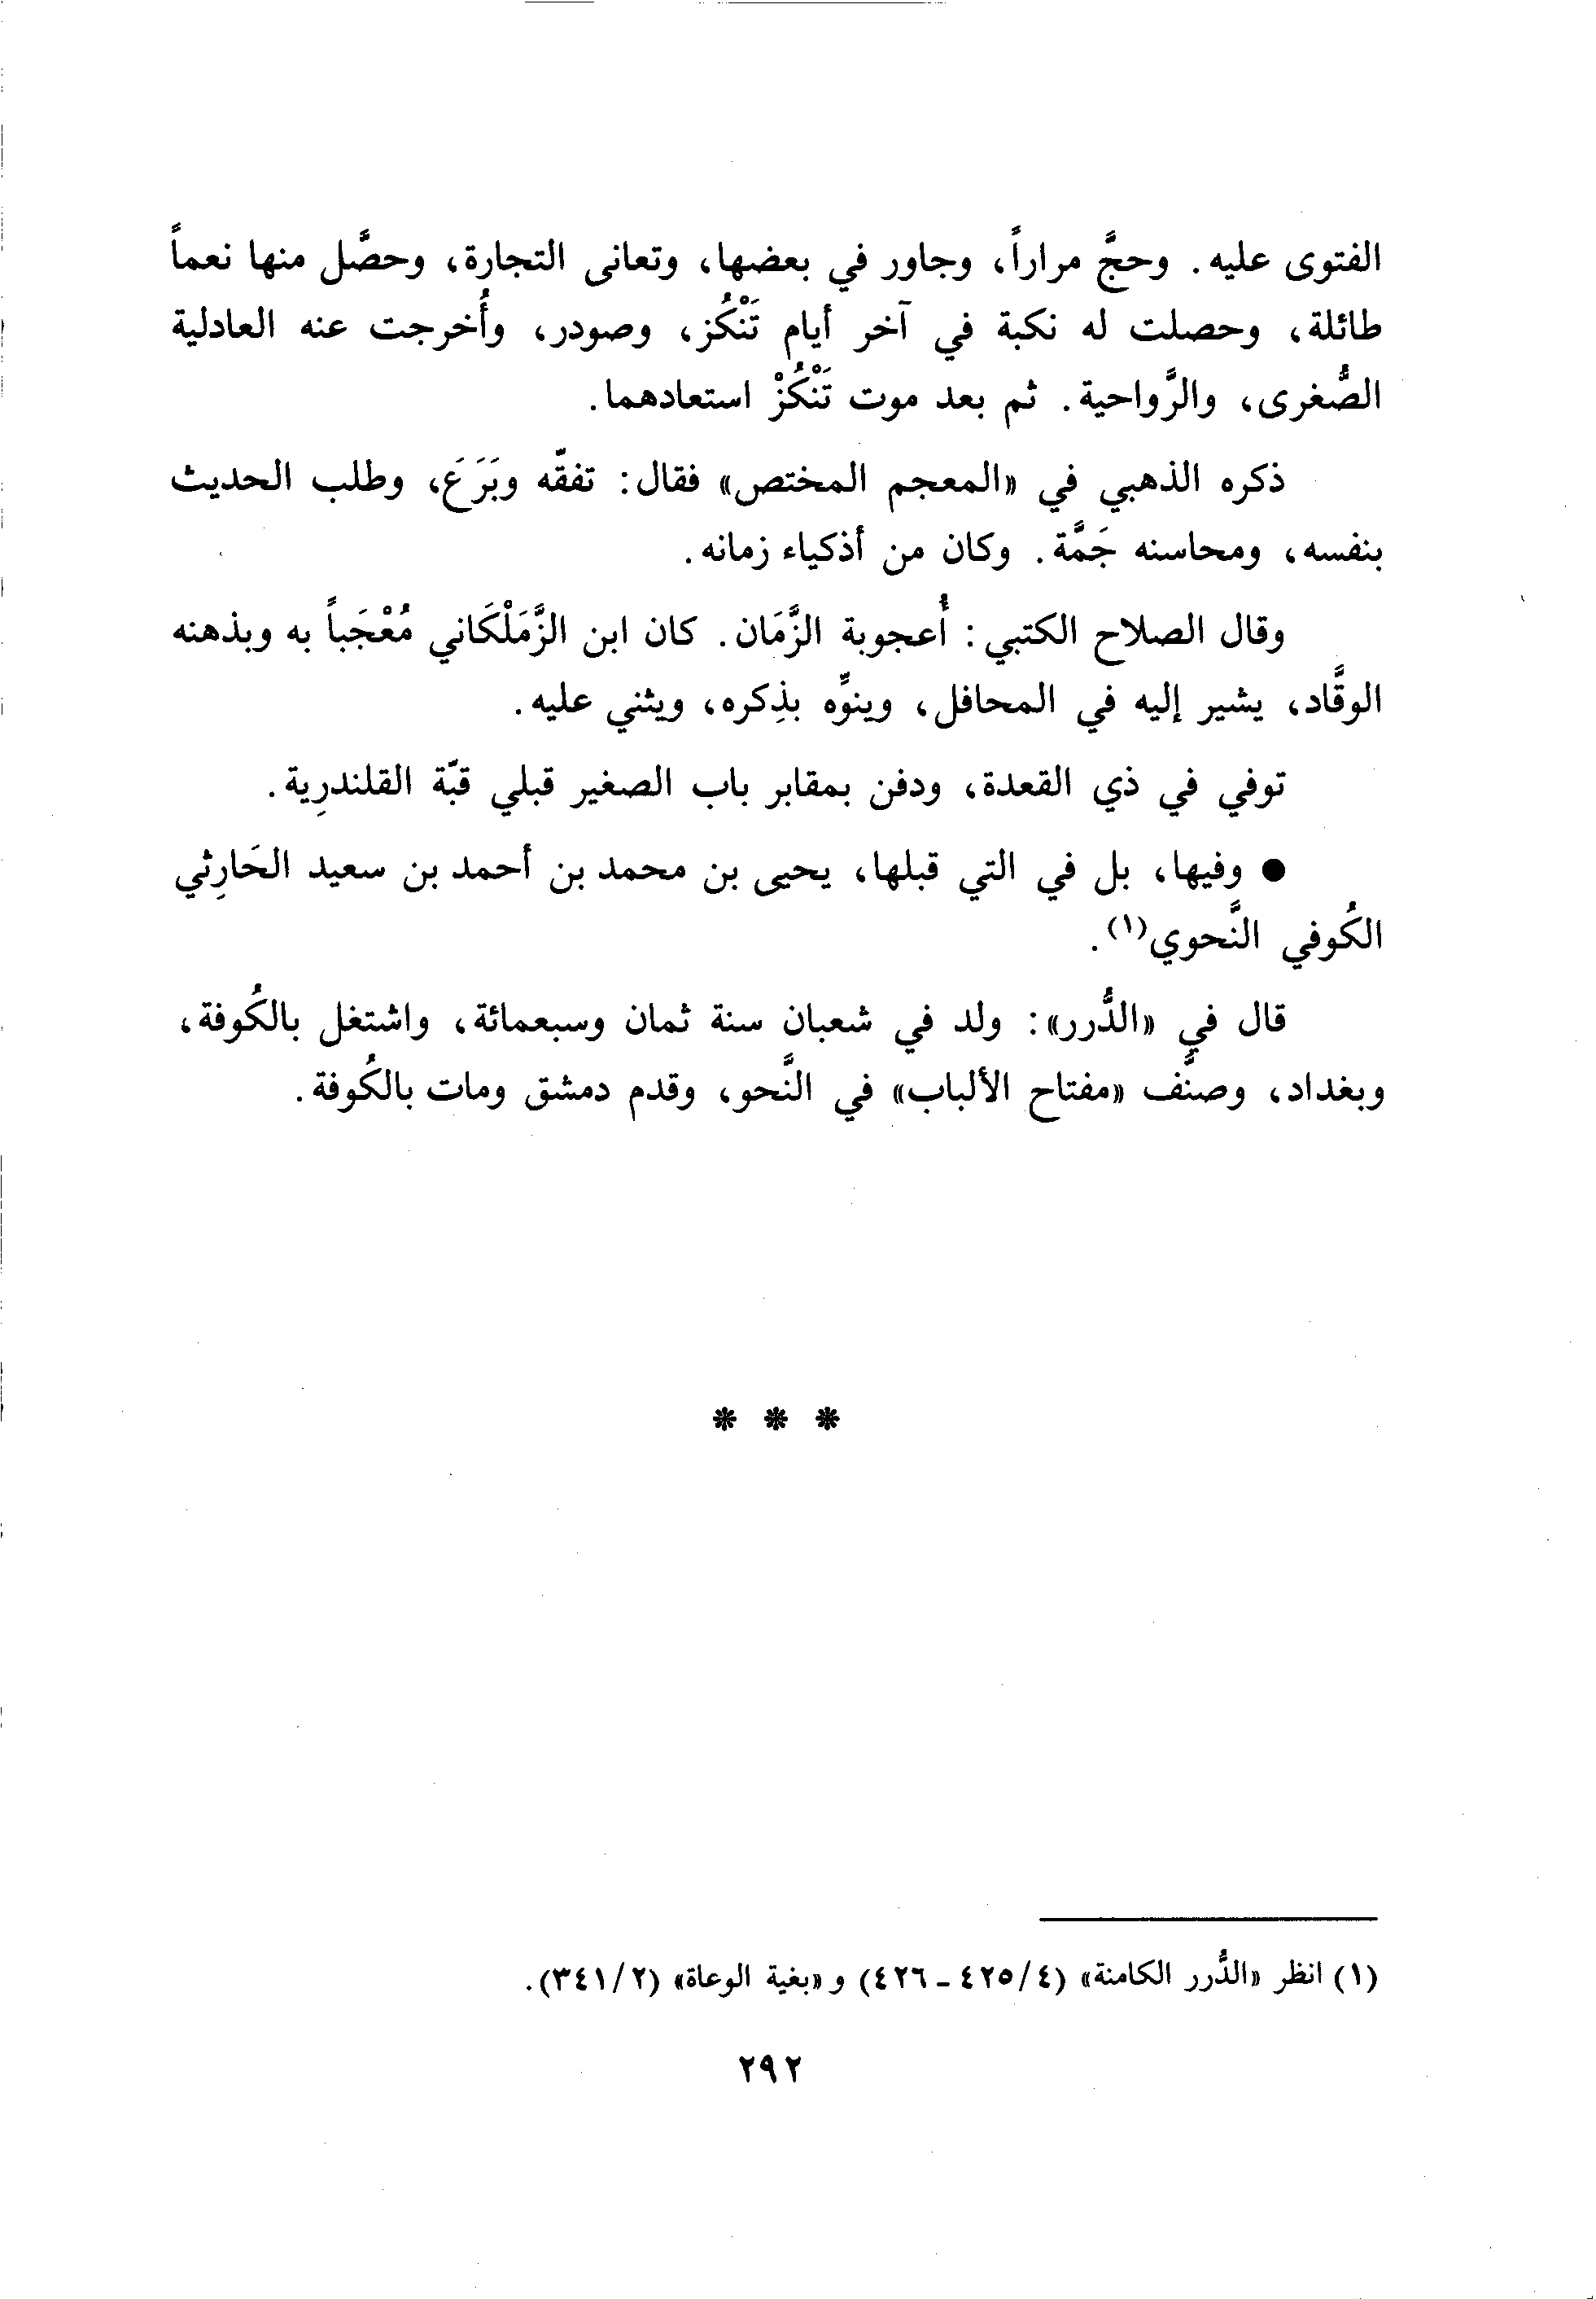 الفتوى عليه. وحجَّ مراراً، وجاور في بعضها، وتعانى التجارة، وحصَّل منها نعماً
طائلة، وحصلت له نكبة في آخر أيام تَنْكُز، وصودر، وأُخرجت عنه العادلية
الصُّغرى، والرَّواحية. ثم بعد موت تَنْكُزْ استعادهما.
ذكره الذهبي في «المعجم المختص» فقال: تفقّه وبَرَعَ، وطلب الحديث
بنفسه، ومحاسنه جَمَّة. وكان من أذكياء زمانه.
وقال الصلاح الكتبي: أُعجوبة الزَّمَان. كان ابن الزَّمَلْكَاني مُعْجَباً به وبذهنه
الوقَّاد، يشير إليه في المحافل، وينوِّه بذِكره، ويثني عليه.
توفي في ذي القعدة، ودفن بمقابر باب الصغير قبلي قبّة القلندرِية.
● وفيها، بل في التي قبلها، يحيى بن محمد بن أحمد بن سعيد الحَارِثي
الكُوفي النَّحوي(١).
قال في «الدُّرر»: ولد في شعبان سنة ثمان وسبعمائة، واشتغل بالكُوفة،
وبغداد، وصنَّف «مفتاح الألباب» في النَّحو، وقدم دمشق ومات بالكُوفة.
* * *
(١) انظر «الدُّرر الكامنة» (٤/٤٢٥ - ٤٢٦) و «بغية الوعاة» (٢/٣٤١).
٢٩٢